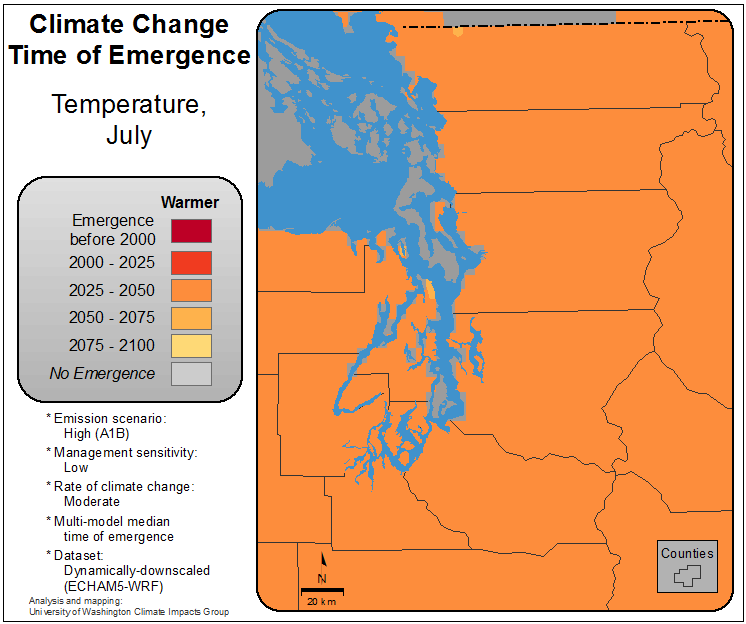 Climate Change
Time of Emergence
Temperature,
July
Warmer
Emergence
before 2000
2000 - 2025
2025 - 2050
2050 - 2075
2075 - 2100
No Emergence
* Emission scenario:
High (A1B)
* Management sensitivity:
Low
* Rate of climate change:
Moderate
* Multi-model median
time of emergence
* Dataset:
Dynamically-downscaled
(ECHAM5-WRF)
Analysis and mapping:
University of Washington Climate Impacts Group
N
20 km
Counties